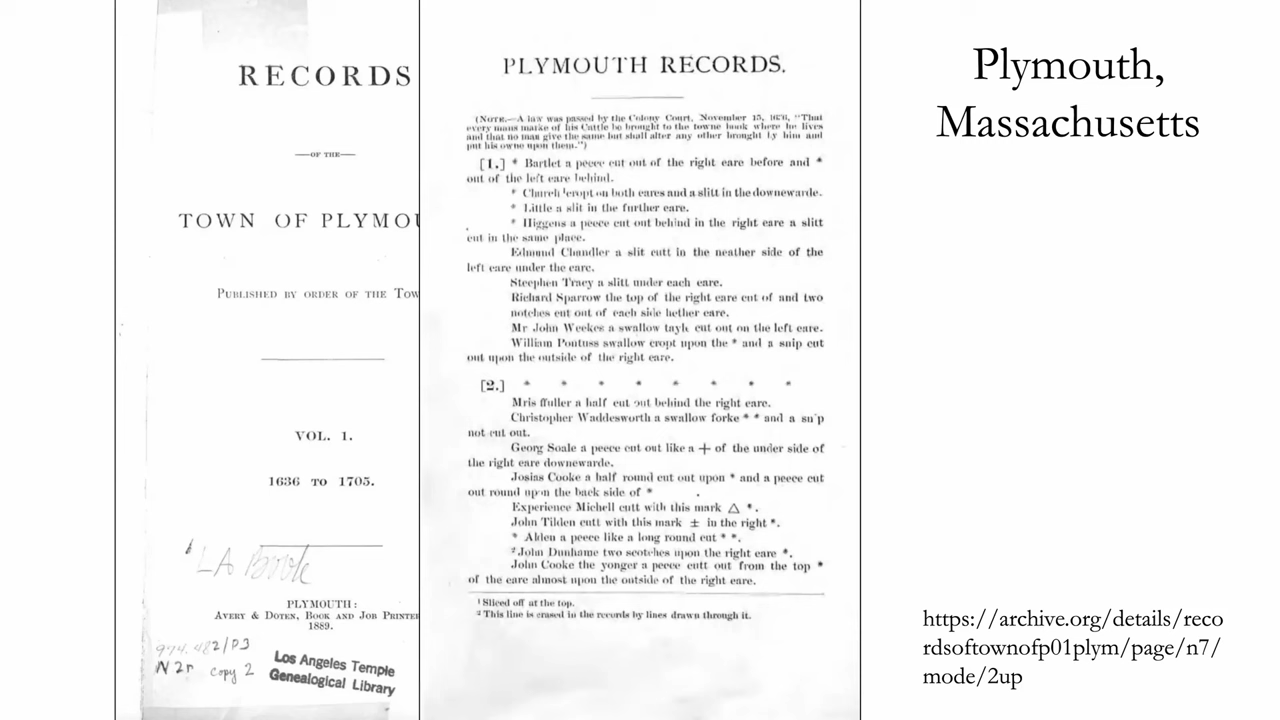 RECORDS
—OF THE—
TOWN OF PLYMOU
PUBLISHED BY ORDER OF THE TOW
VOL. 1.
1636 TO 1705.
LA Book
PLYMOUTH:
AVERY & DOTEN, BOOK AND JOB PRINTE
1889.
974.482/P3
N2r copy 2
Los Angeles Temple
Genealogical Library
PLYMOUTH RECORDS.
(NOTE.—A law was passed by the Colony Court, November 15, 1636, "That
every mans marke of his Cattle be brought to the towne book where he lives
and that no man give the same but shall alter any other brought by him and
put his owne upon them.")
[1.] * Bartlet a peece cut out of the right eare before and *
out of the left eare behind.
* Church ¹cropt on both eares and a slitt in the downewarde.
* Little a slit in the further eare.
* Higgens a peece cut out behind in the right eare a slitt
cut in the same place.
Edmund Chandler a slit cutt in the neather side of the
left eare under the eare.
Steephen Tracy a slitt under each eare.
Richard Sparrow the top of the right eare cut of and two
notches cut out of each side hether eare.
Mr John Weekes a swallow tayle cut out on the left eare.
William Pontuss swallow cropt upon the * and a snip cut
out upon the outside of the right eare.
[2.] * * * * * * * *
Mris ffuller a half cut out behind the right eare.
Christopher Waddesworth a swallow forke * * and a snip
not cut out.
Georg Soale a peece cut out like a + of the under side of
the right eare downewarde.
Josias Cooke a half round cut out upon * and a peece cut
out round upon the back side of *
Experience Michell cutt with this mark △ *.
John Tilden cutt with this mark ± in the right *.
* Alden a peece like a long round cut * *.
²John Dunhame two scotches upon the right eare *.
John Cooke the yonger a peece cutt out from the top *
of the eare almost upon the outside of the right eare.
¹ Sliced off at the top.
² This line is erased in the records by lines drawn through it.
Plymouth,
Massachusetts
https://archive.org/details/reco
rdsoftownofp01plym/page/n7/
mode/2up